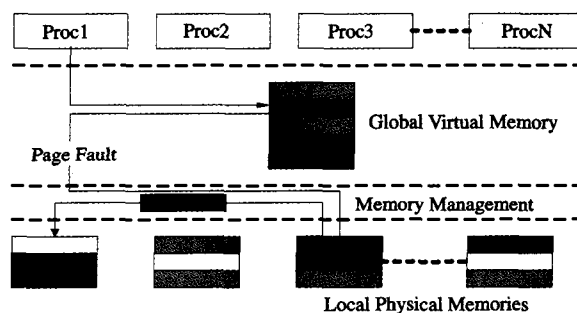 Proc1 Proc2 Proc3 ProcN
Global Virtual Memory
Page Fault
Memory Management
Local Physical Memories